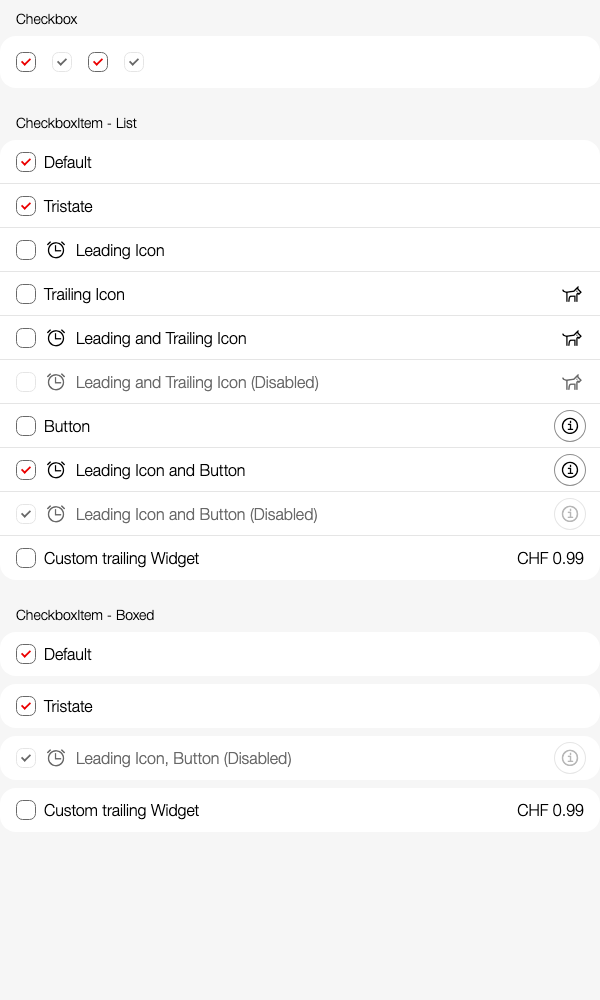 Checkbox
CheckboxItem - List
Default
Tristate
Leading Icon
Trailing Icon
Leading and Trailing Icon
Leading and Trailing Icon (Disabled)
Button
Leading Icon and Button
Leading Icon and Button (Disabled)
Custom trailing Widget CHF 0.99
CheckboxItem - Boxed
Default
Tristate
Leading Icon, Button (Disabled)
Custom trailing Widget CHF 0.99